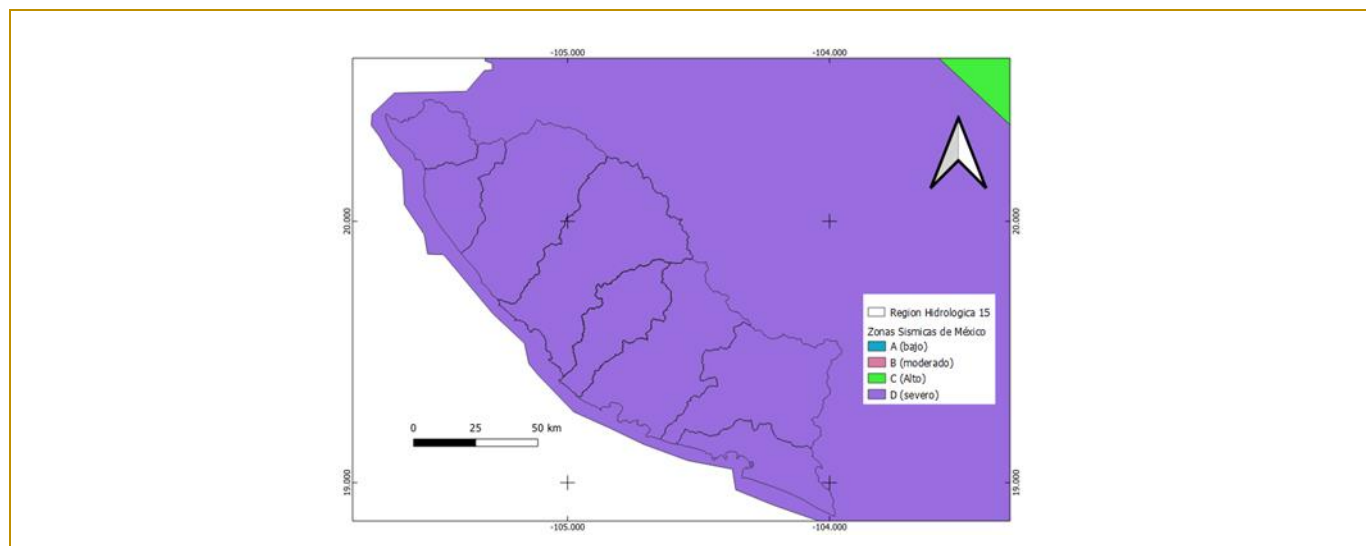 -105.000 -104.000
20.000 20.000
Region Hidrologica 15
Zonas Sismicas de México
A (bajo)
B (moderado)
C (Alto)
D (severo)
0 25 50 km
19.000 19.000
-105.000 -104.000